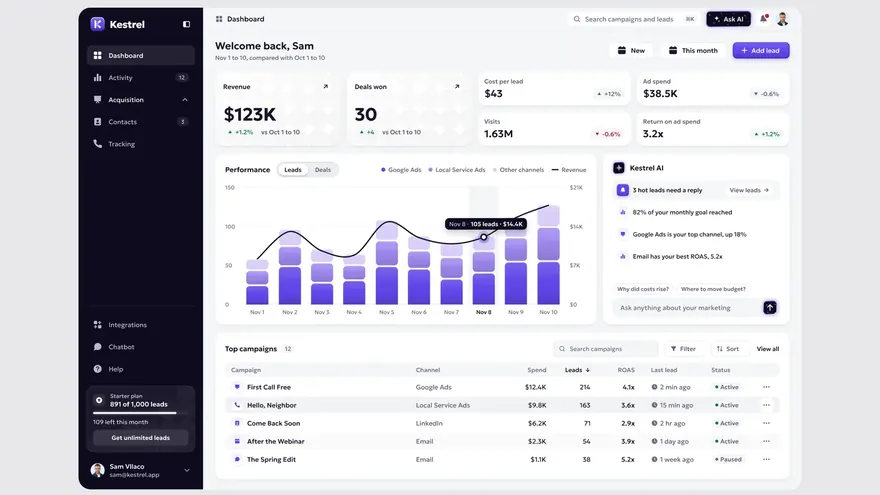 Kestrel
Dashboard
Activity 12
Acquisition
Contacts 3
Tracking
Integrations
Chatbot
Help
Starter plan
891 of 1,000 leads
109 left this month
Get unlimited leads
Sam Vilaco
sam@kestrel.app
Dashboard
Search campaigns and leads ⌘K
Ask AI
Welcome back, Sam
Nov 1 to 10, compared with Oct 1 to 10
New
This month
+ Add lead
Revenue
$123K
▲ +1.2% vs Oct 1 to 10
Deals won
30
▲ +4 vs Oct 1 to 10
Cost per lead
$43 ▲ +12%
Ad spend
$38.5K ▼ -0.6%
Visits
1.63M ▼ -0.6%
Return on ad spend
3.2x ▲ +1.2%
Performance
Leads Deals
Google Ads Local Service Ads Other channels Revenue
150 $21K
100 $14K
50 $7K
0 $0
Nov 8 · 105 leads · $14.4K
Nov 1 Nov 2 Nov 3 Nov 4 Nov 5 Nov 6 Nov 7 Nov 8 Nov 9 Nov 10
Kestrel AI
3 hot leads need a reply View leads →
82% of your monthly goal reached
Google Ads is your top channel, up 18%
Email has your best ROAS, 5.2x
Why did costs rise? Where to move budget?
Ask anything about your marketing
Top campaigns 12
Search campaigns
Filter
Sort
View all
Campaign Channel Spend Leads ↓ ROAS Last lead Status
First Call Free Google Ads $12.4K 214 4.1x 2 min ago Active
Hello, Neighbor Local Service Ads $9.8K 163 3.6x 15 min ago Active
Come Back Soon LinkedIn $6.2K 71 2.9x 2 hr ago Active
After the Webinar Email $2.3K 54 3.9x 1 day ago Active
The Spring Edit Email $1.1K 38 5.2x 1 week ago Paused